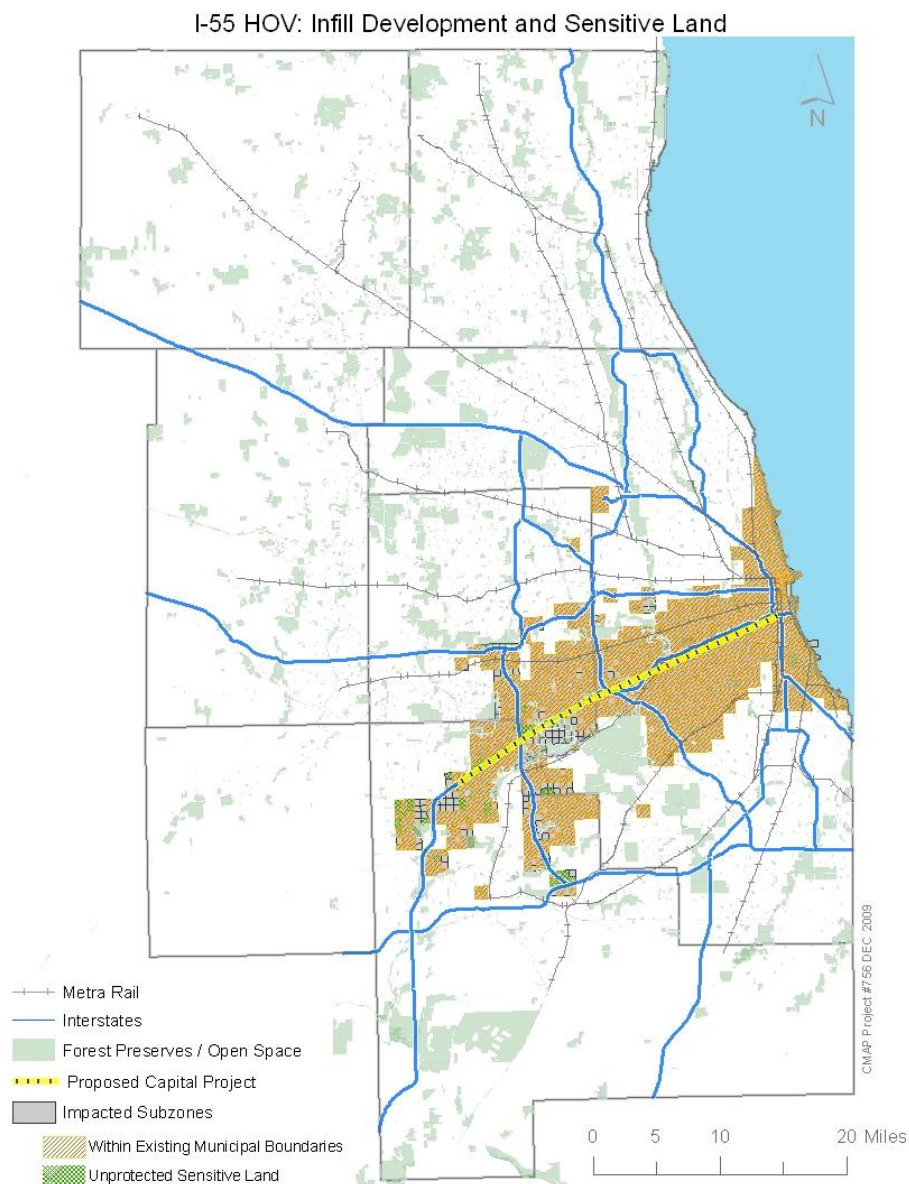 I-55 HOV: Infill Development and Sensitive Land
N
CMAP Project #756 DEC 2009
Metra Rail
Interstates
Forest Preserves / Open Space
Proposed Capital Project
Impacted Subzones
Within Existing Municipal Boundaries
Unprotected Sensitive Land
0 5 10 20 Miles